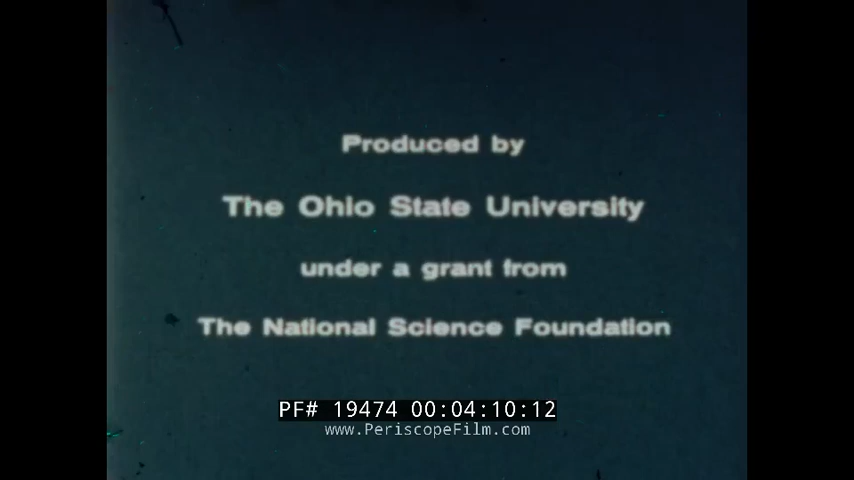 Produced by
The Ohio State University
under a grant from
The National Science Foundation
PF# 19474 00:04:10:12
www.PeriscopeFilm.com